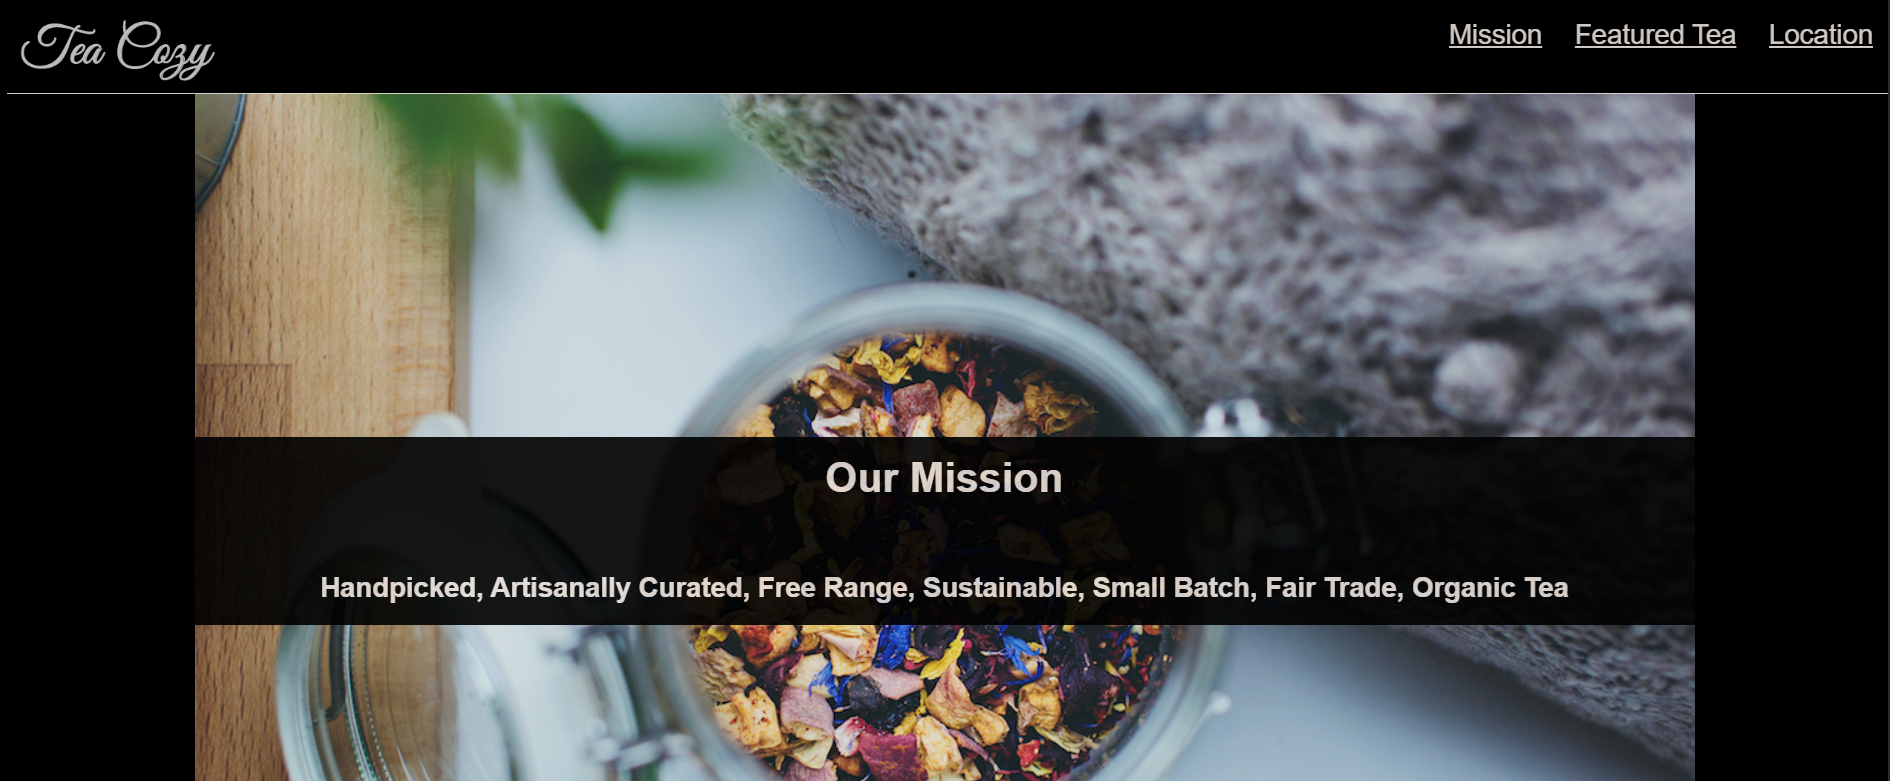 Tea Cozy
Mission Featured Tea Location
Our Mission
Handpicked, Artisanally Curated, Free Range, Sustainable, Small Batch, Fair Trade, Organic Tea